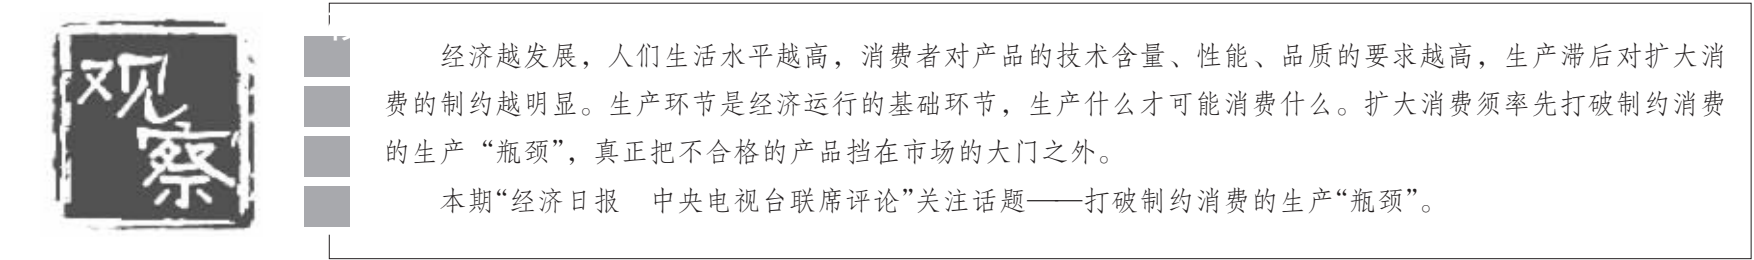 观察
经济越发展，人们生活水平越高，消费者对产品的技术含量、性能、品质的要求越高，生产滞后对扩大消
费的制约越明显。生产环节是经济运行的基础环节，生产什么才可能消费什么。扩大消费须率先打破制约消费
的生产“瓶颈”，真正把不合格的产品挡在市场的大门之外。
本期“经济日报　中央电视台联席评论”关注话题——打破制约消费的生产“瓶颈”。